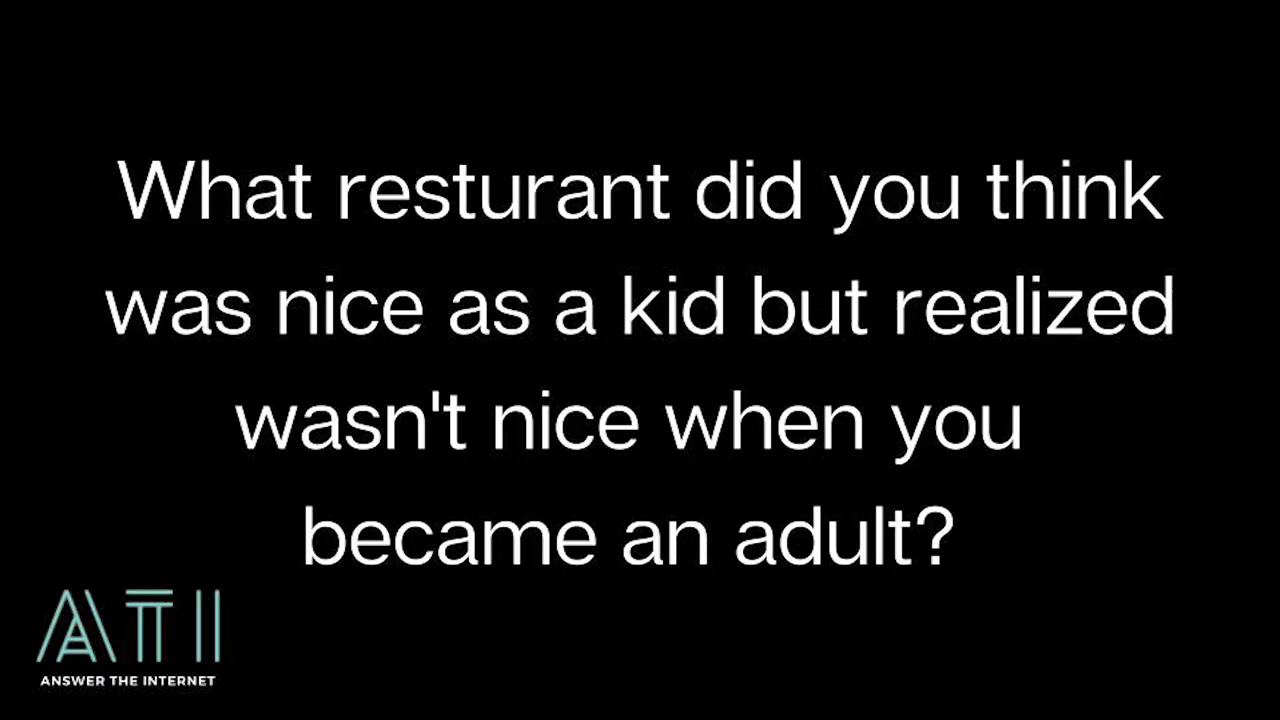 What resturant did you think
was nice as a kid but realized
wasn't nice when you
became an adult?
ATI
ANSWER THE INTERNET